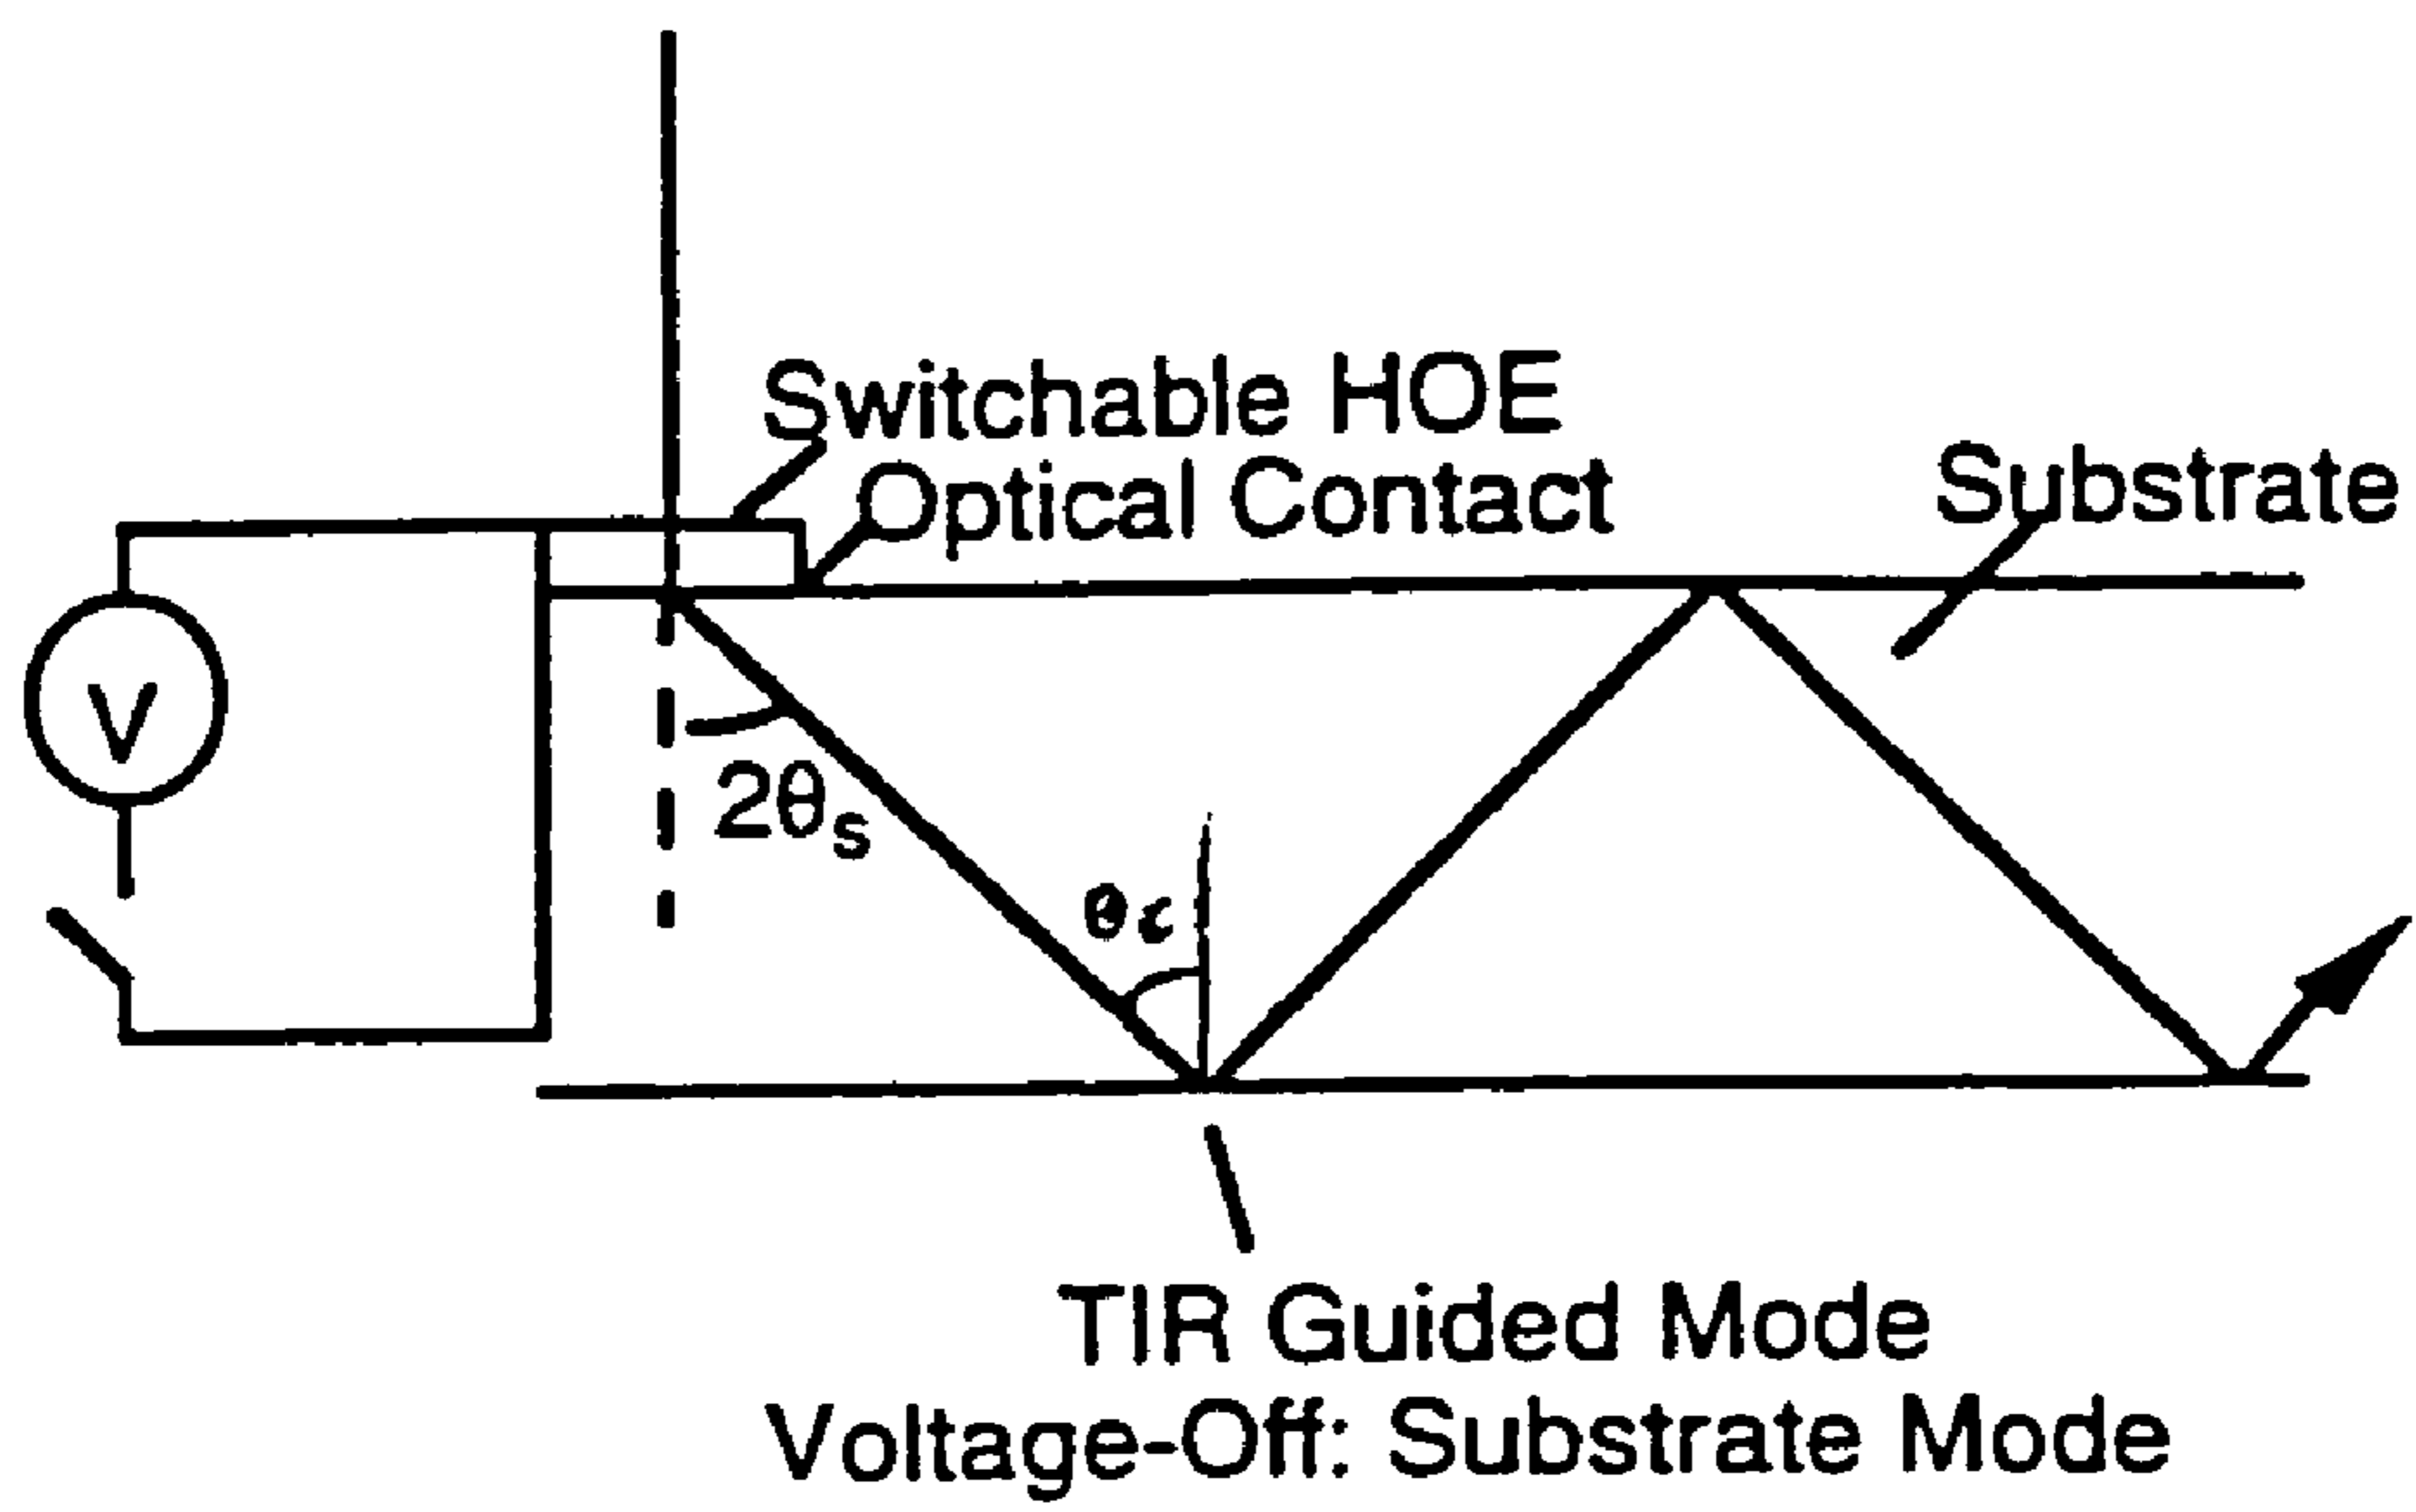 Switchable HOE
Optical Contact
Substrate
V
2θs
θc
TIR Guided Mode
Voltage-Off: Substrate Mode